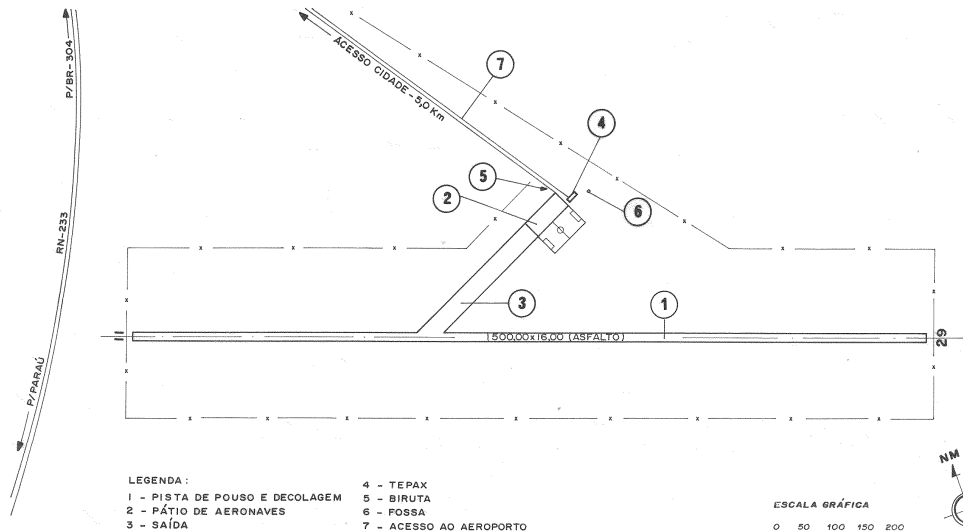 P/BR-304
RN-233
P/PARAÚ
ACESSO CIDADE - 5,0 Km
7
4
5
2
6
3
1
11
1500,00x16,00 (ASFALTO)
29
LEGENDA:
1 - PISTA DE POUSO E DECOLAGEM
2 - PÁTIO DE AERONAVES
3 - SAÍDA
4 - TEPAX
5 - BIRUTA
6 - FOSSA
7 - ACESSO AO AEROPORTO
ESCALA GRÁFICA
0 50 100 150 200
NM